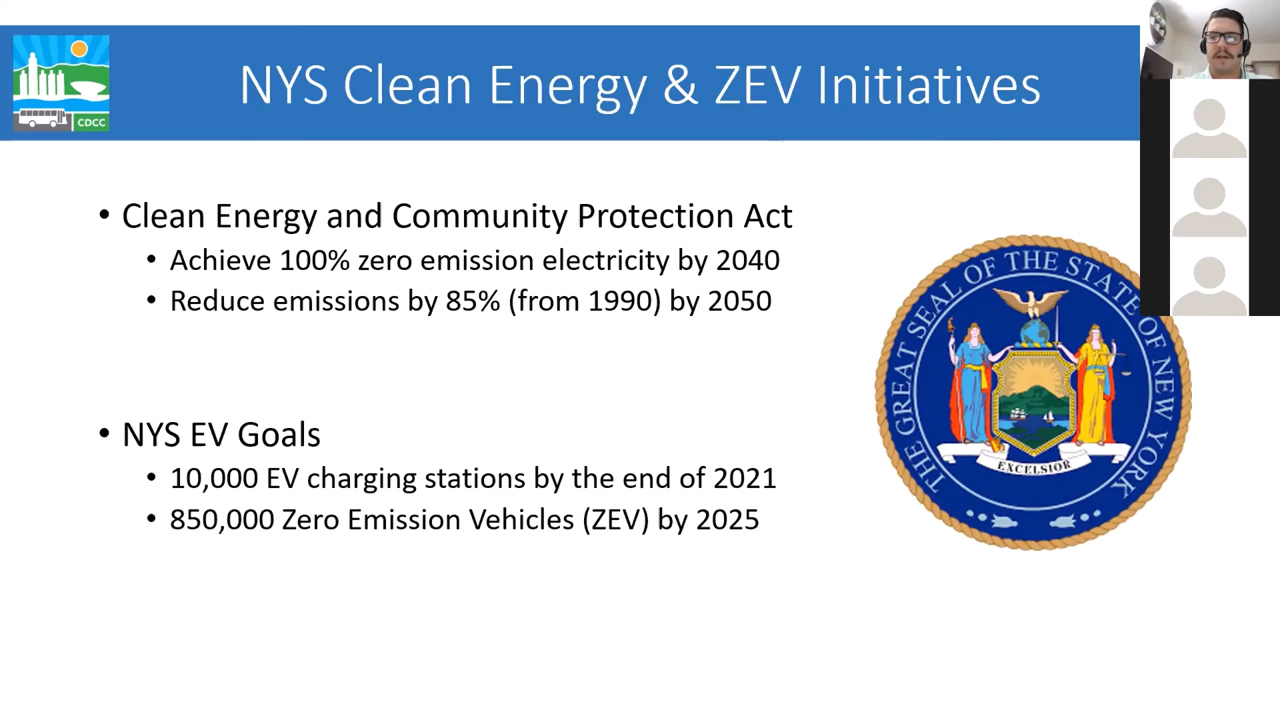 NYS Clean Energy & ZEV Initiatives
CDCC
• Clean Energy and Community Protection Act
• Achieve 100% zero emission electricity by 2040
• Reduce emissions by 85% (from 1990) by 2050
• NYS EV Goals
• 10,000 EV charging stations by the end of 2021
• 850,000 Zero Emission Vehicles (ZEV) by 2025
THE GREAT SEAL OF THE STATE OF NEW YORK
EXCELSIOR